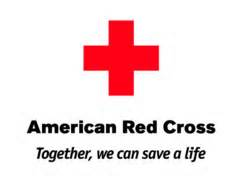 American Red Cross
Together, we can save a life